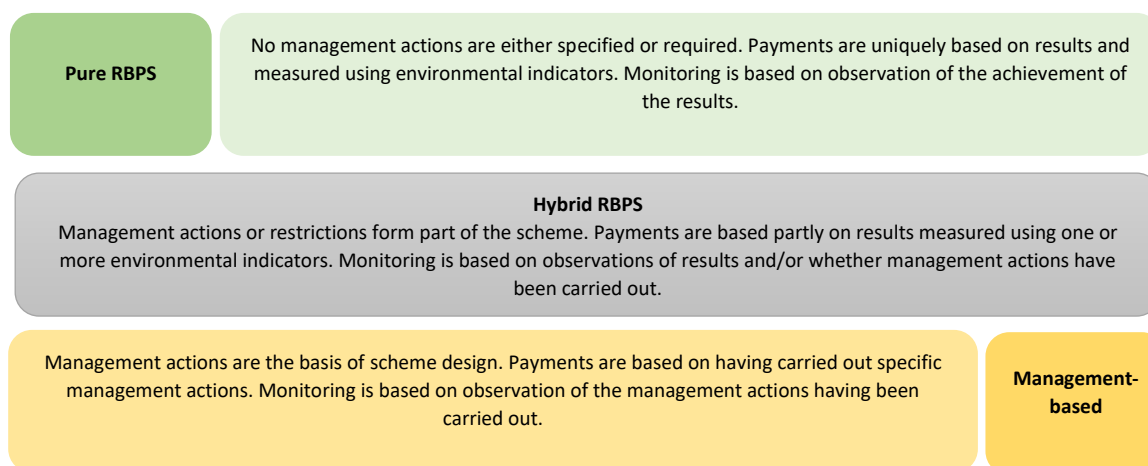 Pure RBPS
No management actions are either specified or required. Payments are uniquely based on results and
measured using environmental indicators. Monitoring is based on observation of the achievement of
the results.
Hybrid RBPS
Management actions or restrictions form part of the scheme. Payments are based partly on results measured using one or
more environmental indicators. Monitoring is based on observations of results and/or whether management actions have
been carried out.
Management actions are the basis of scheme design. Payments are based on having carried out specific
management actions. Monitoring is based on observation of the management actions having been
carried out.
Management-
based